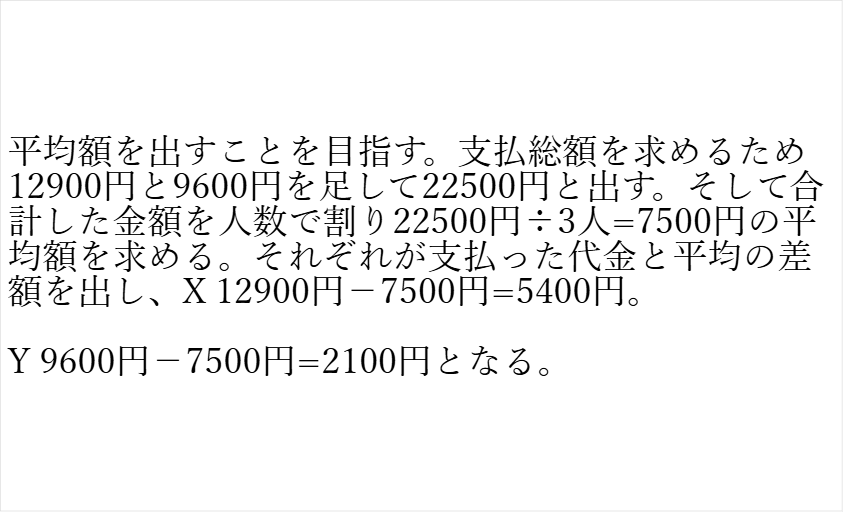 平均額を出すことを目指す。支払総額を求めるため
12900円と9600円を足して22500円と出す。そして合
計した金額を人数で割り22500円÷3人=7500円の平
均額を求める。それぞれが支払った代金と平均の差
額を出し、X 12900円－7500円=5400円。
Y 9600円－7500円=2100円となる。